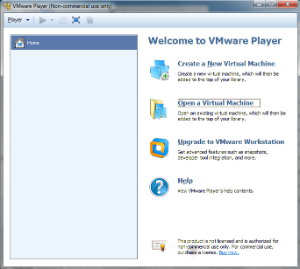 VMware Player (Non-commercial use only)
Player
Home
Welcome to VMware Player
Create a New Virtual Machine
Create a new virtual machine, which will then be added to the top of your library.
Open a Virtual Machine
Open an existing virtual machine, which will then be added to the top of your library.
Upgrade to VMware Workstation
Get advanced features such as snapshots, developer tool integration, and more.
Help
View VMware Player's help contents.
This product is not licensed and is authorized for non-commercial use only. For commercial use, purchase a license. Buy now.